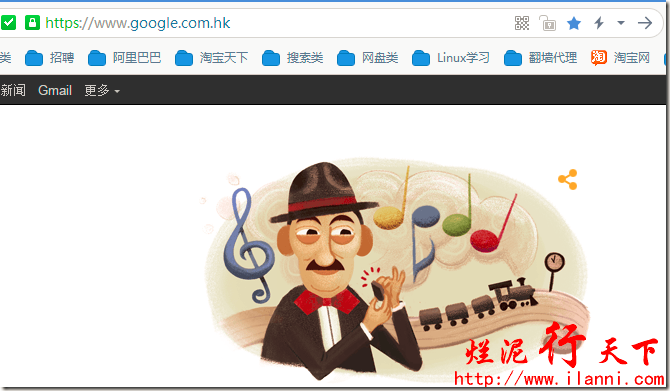 https://www.google.com.hk
类 招聘 阿里巴巴 淘宝天下 搜索类 网盘类 Linux学习 翻墙代理 淘 淘宝网
新闻 Gmail 更多
烂泥行天下
http://www.ilanni.com